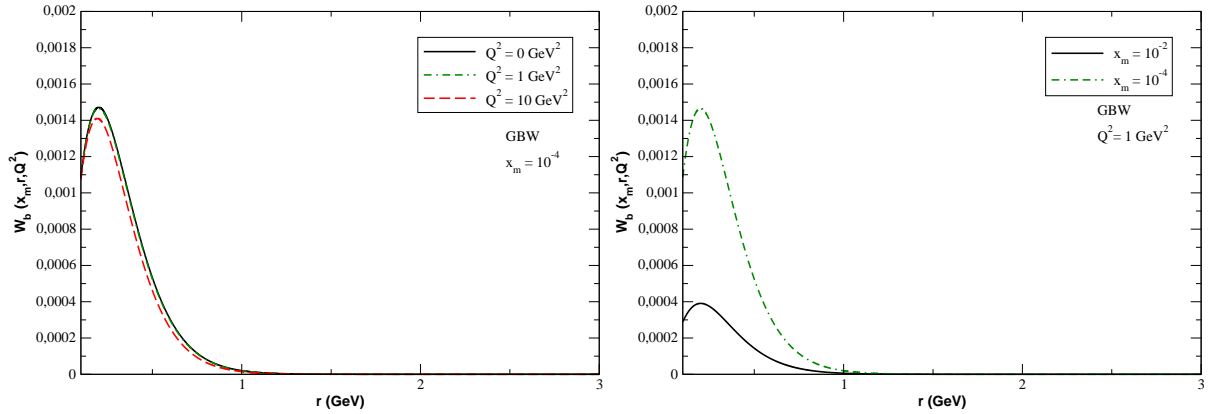 0,002
0,0018
0,0016
0,0014
0,0012
0,001
0,0008
0,0006
0,0004
0,0002
0
W_b (x_m,r,Q^2)
Q^2 = 0 GeV^2
Q^2 = 1 GeV^2
Q^2 = 10 GeV^2
GBW
x_m = 10^-4
1 2 3
r (GeV)
0,002
0,0018
0,0016
0,0014
0,0012
0,001
0,0008
0,0006
0,0004
0,0002
0
W_b (x_m,r,Q^2)
x_m = 10^-2
x_m = 10^-4
GBW
Q^2 = 1 GeV^2
1 2 3
r (GeV)